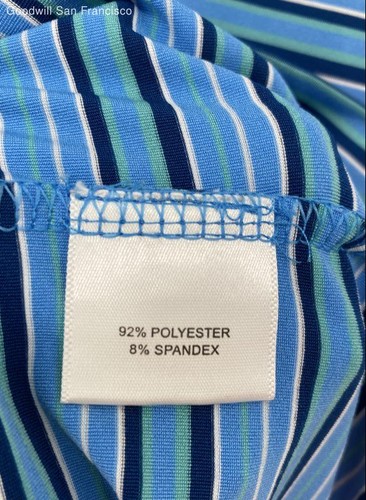 Goodwill San Francisco
92% POLYESTER
8% SPANDEX